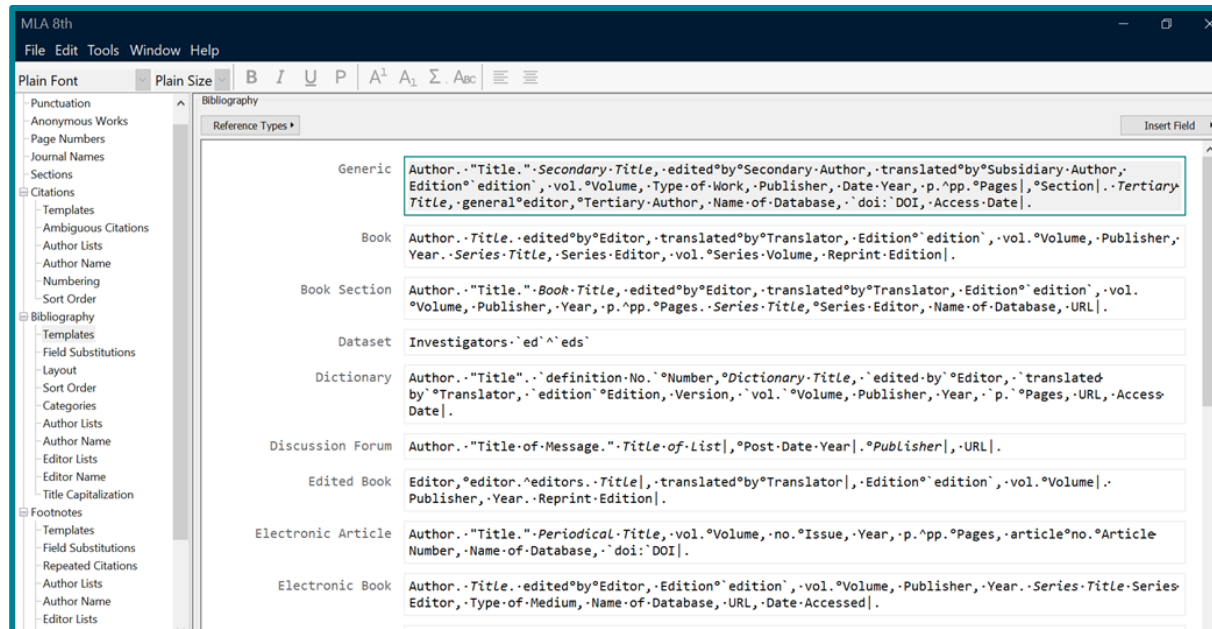 MLA 8th
File Edit Tools Window Help
Plain Font Plain Size B I U P A¹ A₁ Σ ABC
Punctuation
Anonymous Works
Page Numbers
Journal Names
Sections
Citations
Templates
Ambiguous Citations
Author Lists
Author Name
Numbering
Sort Order
Bibliography
Templates
Field Substitutions
Layout
Sort Order
Categories
Author Lists
Author Name
Editor Lists
Editor Name
Title Capitalization
Footnotes
Templates
Field Substitutions
Repeated Citations
Author Lists
Author Name
Editor Lists
Bibliography
Reference Types Insert Field
Generic
Author.·"Title."·Secondary·Title,·edited°by°Secondary·Author,·translated°by°Subsidiary·Author,·
Edition°`edition`,·vol.°Volume,·Type·of·Work,·Publisher,·Date·Year,·p.^pp.°Pages|,°Section|.·Tertiary·
Title,·general°editor,°Tertiary·Author,·Name·of·Database,·`doi:`DOI,·Access·Date|.
Book
Author.·Title.·edited°by°Editor,·translated°by°Translator,·Edition°`edition`,·vol.°Volume,·Publisher,·
Year.·Series·Title,·Series·Editor,·vol.°Series·Volume,·Reprint·Edition|.
Book Section
Author.·"Title."·Book·Title,·edited°by°Editor,·translated°by°Translator,·Edition°`edition`,·vol.
°Volume,·Publisher,·Year,·p.^pp.°Pages.·Series·Title,°Series·Editor,·Name·of·Database,·URL|.
Dataset
Investigators·`ed`^`eds`
Dictionary
Author.·"Title".·`definition·No.`°Number,°Dictionary·Title,·`edited·by`°Editor,·`translated·
by`°Translator,·`edition`°Edition,·Version,·`vol.`°Volume,·Publisher,·Year,·`p.`°Pages,·URL,·Access·
Date|.
Discussion Forum
Author.·"Title·of·Message."·Title·of·List|,°Post·Date·Year|.°Publisher|,·URL|.
Edited Book
Editor,°editor.^editors.·Title|,·translated°by°Translator|,·Edition°`edition`,·vol.°Volume|.·
Publisher,·Year.·Reprint·Edition|.
Electronic Article
Author.·"Title."·Periodical·Title,·vol.°Volume,·no.°Issue,·Year,·p.^pp.°Pages,·article°no.°Article·
Number,·Name·of·Database,·`doi:`DOI|.
Electronic Book
Author.·Title.·edited°by°Editor,·Edition°`edition`,·vol.°Volume,·Publisher,·Year.·Series·Title·Series·
Editor,·Type·of·Medium,·Name·of·Database,·URL,·Date·Accessed|.